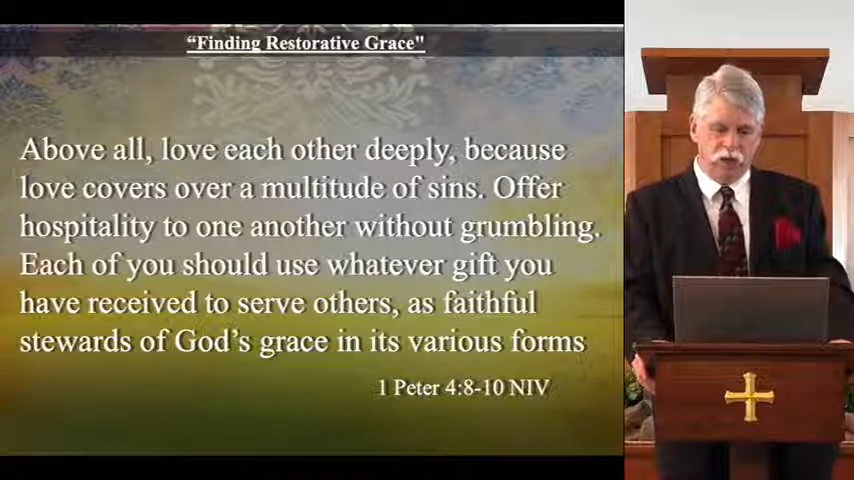 “Finding Restorative Grace"
Above all, love each other deeply, because
love covers over a multitude of sins. Offer
hospitality to one another without grumbling.
Each of you should use whatever gift you
have received to serve others, as faithful
stewards of God’s grace in its various forms
1 Peter 4:8-10 NIV